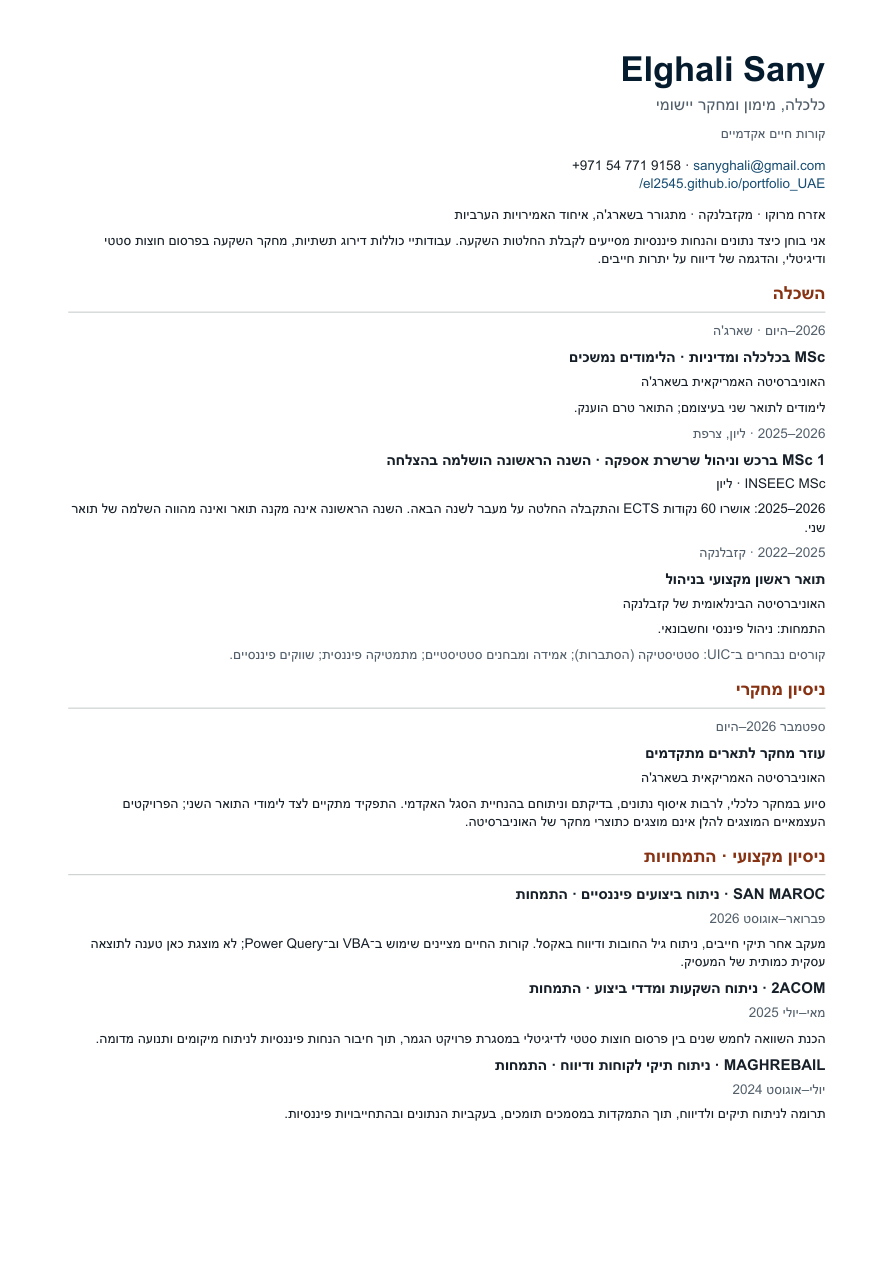 Elghali Sany
כלכלה, מימון ומחקר יישומי
קורות חיים אקדמיים
+971 54 771 9158 · sanyghali@gmail.com
/el2545.github.io/portfolio_UAE
אזרח מרוקו · מקזבלנקה · מתגורר בשארג'ה, איחוד האמירויות הערביות
אני בוחן כיצד נתונים והנחות פיננסיות מסייעים לקבלת החלטות השקעה. עבודותיי כוללות דירוג תשתיות, מחקר השקעה בפרסום חוצות סטטי
ודיגיטלי, והדגמה של דיווח על יתרות חייבים.
השכלה
2026–היום · שארג'ה
MSc בכלכלה ומדיניות · הלימודים נמשכים
האוניברסיטה האמריקאית בשארג'ה
לימודים לתואר שני בעיצומם; התואר טרם הוענק.
2025–2026 · ליון, צרפת
MSc 1 ברכש וניהול שרשרת אספקה · השנה הראשונה הושלמה בהצלחה
INSEEC MSc · ליון
2025–2026: אושרו 60 נקודות ECTS והתקבלה החלטה על מעבר לשנה הבאה. השנה הראשונה אינה מקנה תואר ואינה מהווה השלמה של תואר
שני.
2022–2025 · קזבלנקה
תואר ראשון מקצועי בניהול
האוניברסיטה הבינלאומית של קזבלנקה
התמחות: ניהול פיננסי וחשבונאי.
קורסים נבחרים ב־UIC: סטטיסטיקה (הסתברות); אמידה ומבחנים סטטיסטיים; מתמטיקה פיננסית; שווקים פיננסיים.
ניסיון מחקרי
ספטמבר 2026–היום
עוזר מחקר לתארים מתקדמים
האוניברסיטה האמריקאית בשארג'ה
סיוע במחקר כלכלי, לרבות איסוף נתונים, בדיקתם וניתוחם בהנחיית הסגל האקדמי. התפקיד מתקיים לצד לימודי התואר השני; הפרויקטים
העצמאיים המוצגים להלן אינם מוצגים כתוצרי מחקר של האוניברסיטה.
ניסיון מקצועי · התמחויות
SAN MAROC · ניתוח ביצועים פיננסיים · התמחות
פברואר–אוגוסט 2026
מעקב אחר תיקי חייבים, ניתוח גיל החובות ודיווח באקסל. קורות החיים מציינים שימוש ב־VBA וב־Power Query; לא מוצגת כאן טענה לתוצאה
עסקית כמותית של המעסיק.
2ACOM · ניתוח השקעות ומדדי ביצוע · התמחות
מאי–יולי 2025
הכנת השוואה לחמש שנים בין פרסום חוצות סטטי לדיגיטלי במסגרת פרויקט הגמר, תוך חיבור הנחות פיננסיות לניתוח מיקומים ותנועה מדומה.
MAGHREBAIL · ניתוח תיקי לקוחות ודיווח · התמחות
יולי–אוגוסט 2024
תרומה לניתוח תיקים ולדיווח, תוך התמקדות במסמכים תומכים, בעקביות הנתונים ובהתחייבויות פיננסיות.